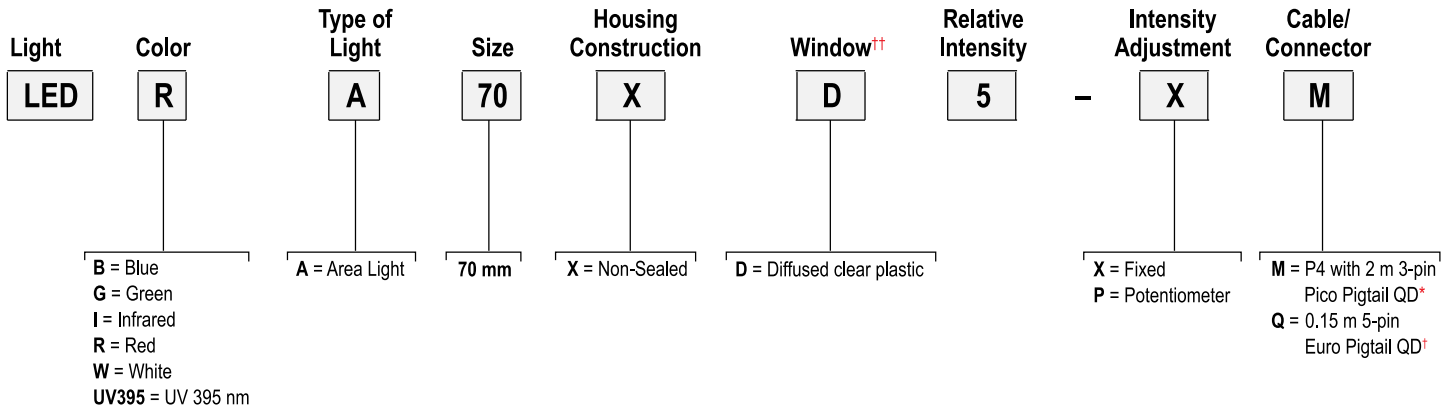 Light
Color
Type of
Light
Size
Housing
Construction
Window††
Relative
Intensity
Intensity
Adjustment
Cable/
Connector
LED
R
A
70
X
D
5
–
X
M
B = Blue
G = Green
I = Infrared
R = Red
W = White
UV395 = UV 395 nm
A = Area Light
70 mm
X = Non-Sealed
D = Diffused clear plastic
X = Fixed
P = Potentiometer
M = P4 with 2 m 3-pin
Pico Pigtail QD*
Q = 0.15 m 5-pin
Euro Pigtail QD†